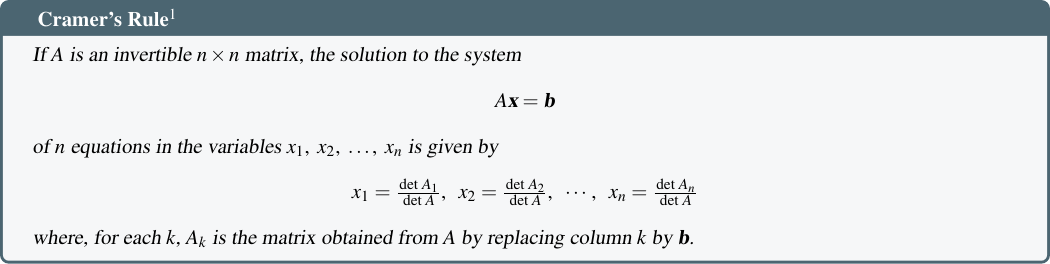 Cramer's Rule¹
If A is an invertible n × n matrix, the solution to the system
Ax = b
of n equations in the variables x₁, x₂, …, xₙ is given by
x₁ = det A₁/det A, x₂ = det A₂/det A, ⋯, xₙ = det Aₙ/det A
where, for each k, Aₖ is the matrix obtained from A by replacing column k by b.